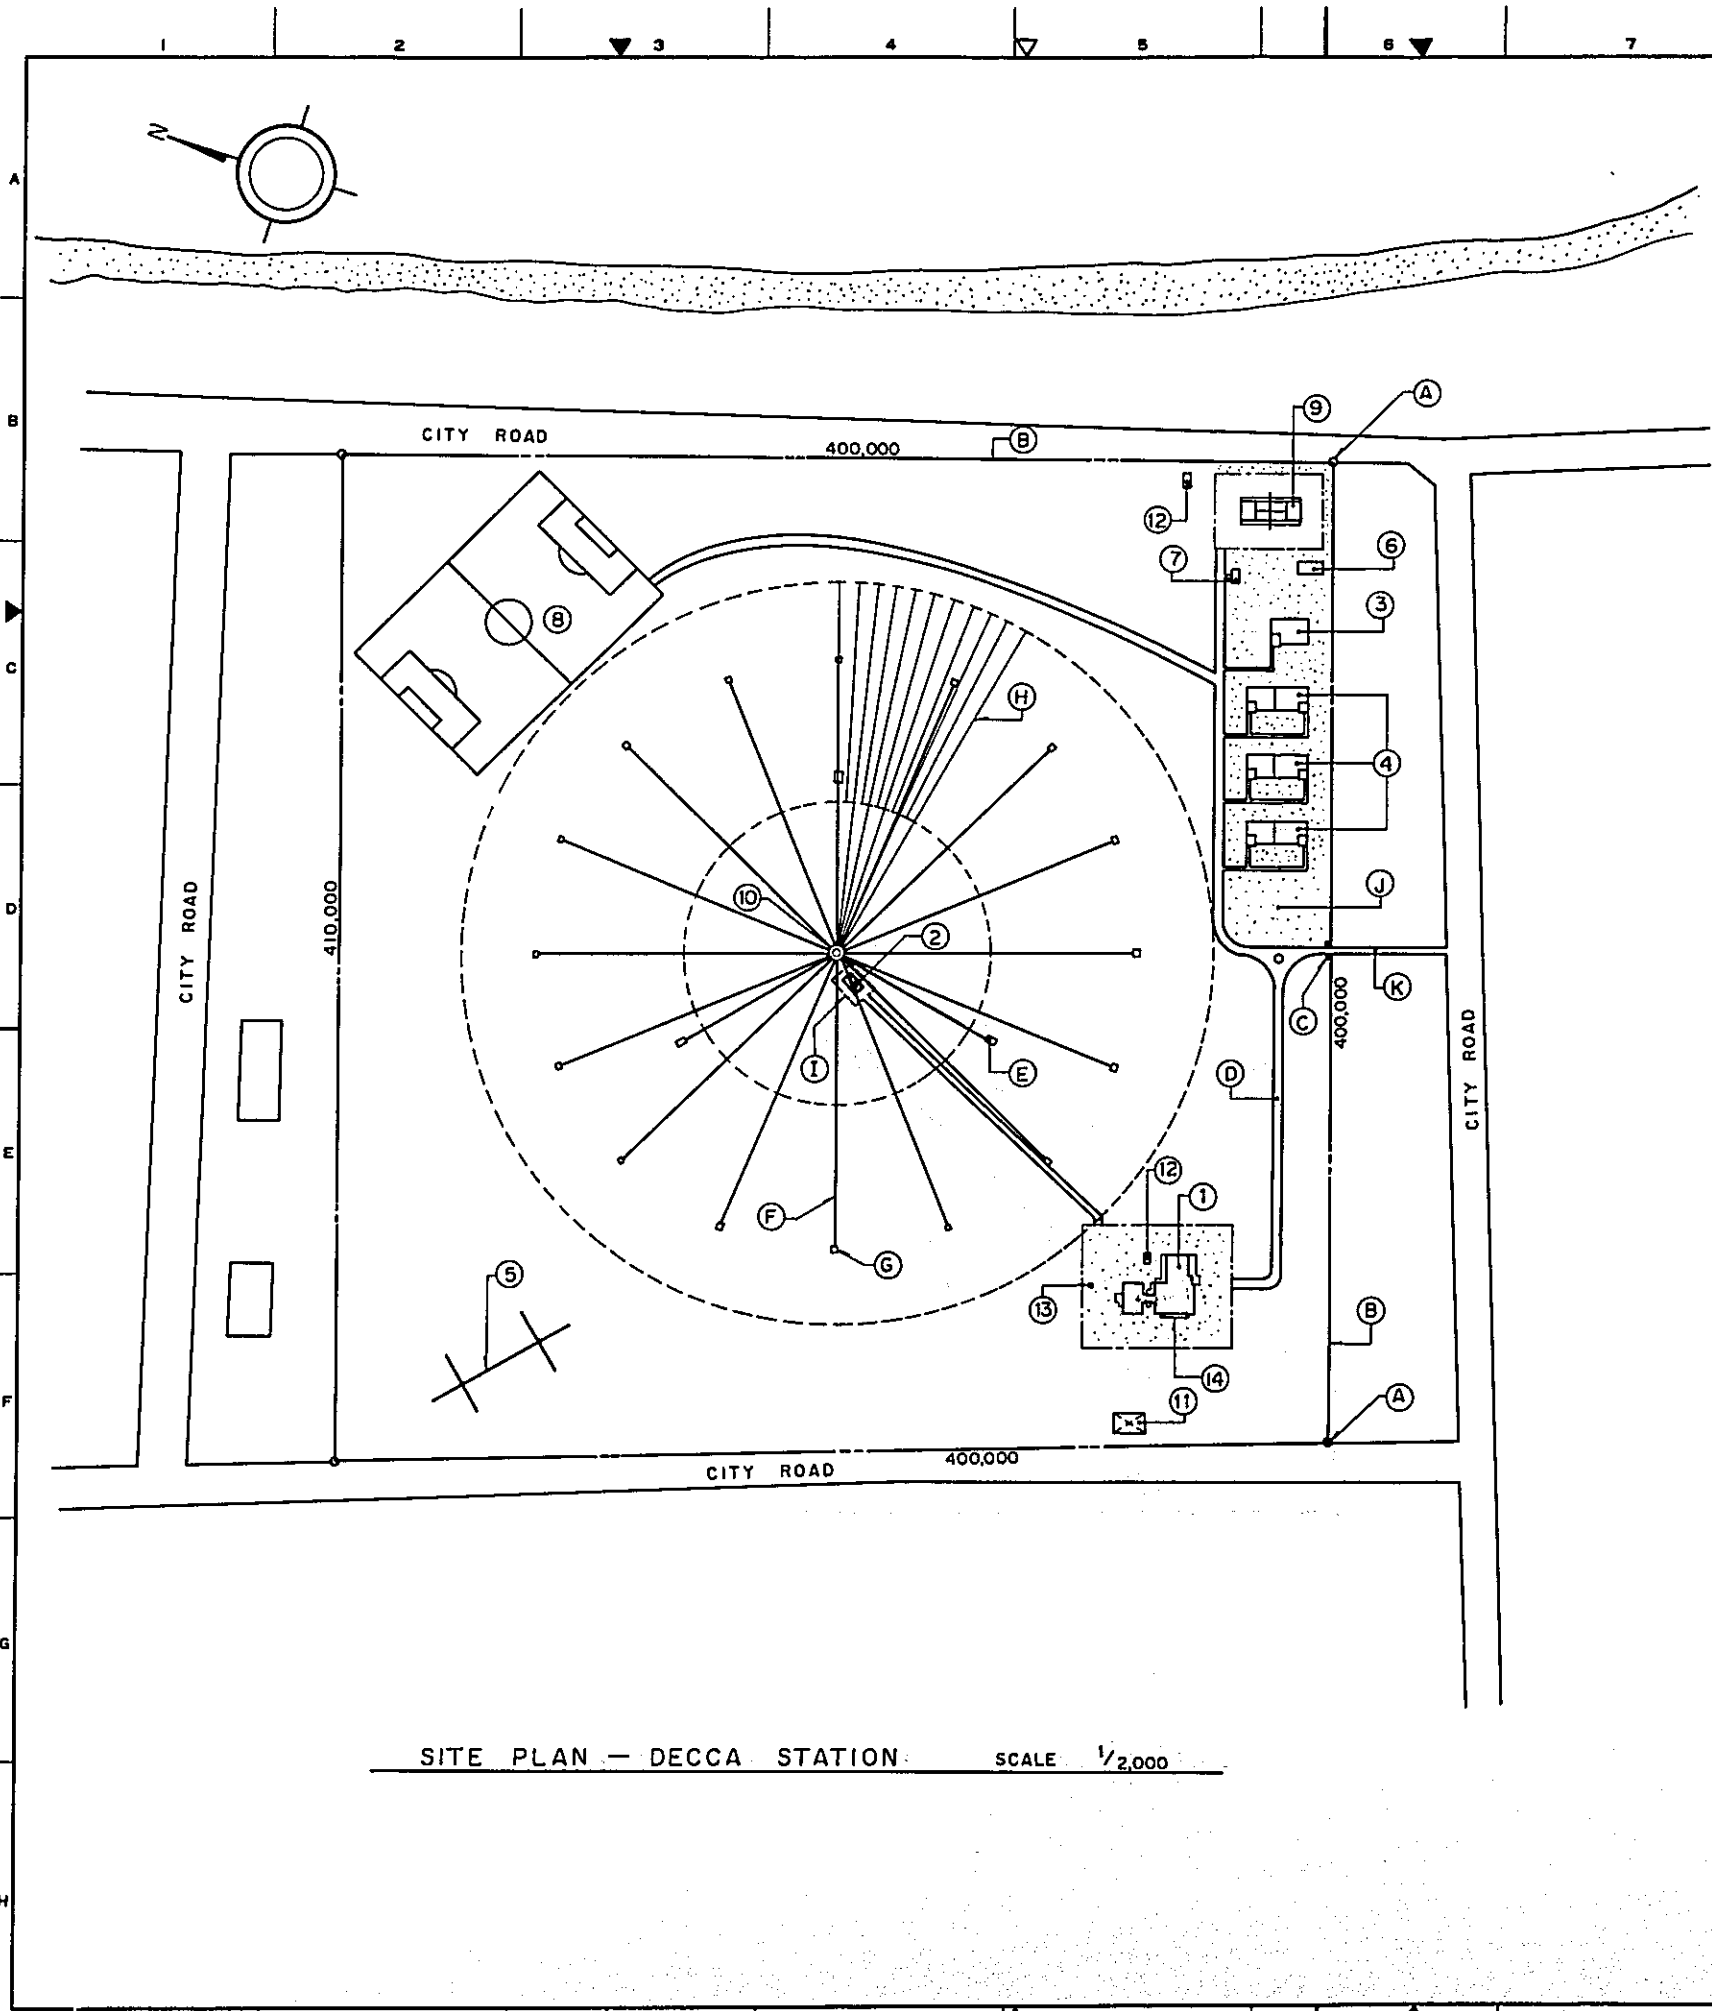 1 2 3 4 5 6 7
N
A
B
CITY ROAD
400,000
B
9
A
12
7
6
3
8
C
H
4
10
D
J
2
CITY ROAD
410,000
K
C
400,000
I
E
D
CITY ROAD
E
12
1
F
G
5
13
B
14
F
11
A
400,000
CITY ROAD
G
SITE PLAN — DECCA STATION SCALE 1/2,000
H